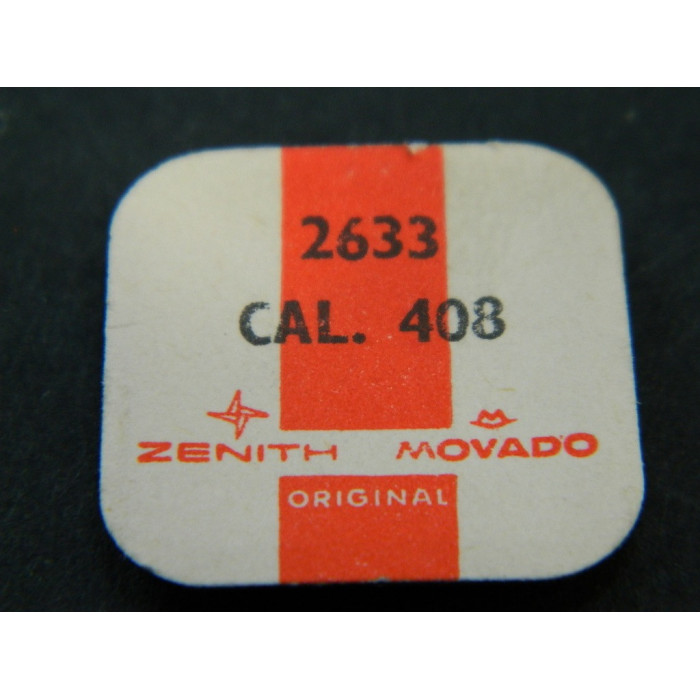 2633
CAL. 408
ZENITH MOVADO
ORIGINAL